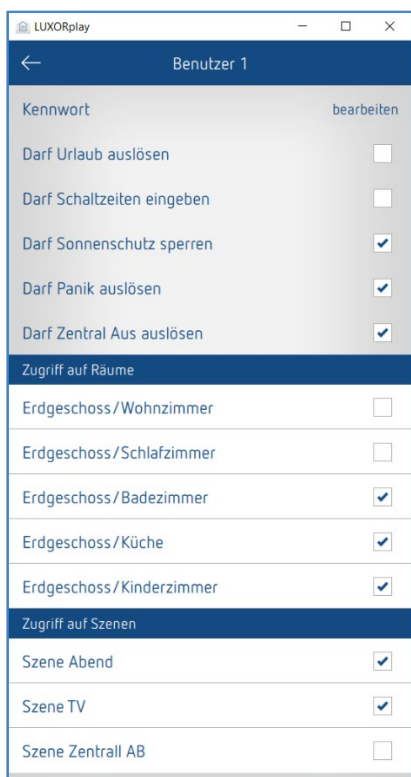 LUXORplay
Benutzer 1
Kennwort bearbeiten
Darf Urlaub auslösen
Darf Schaltzeiten eingeben
Darf Sonnenschutz sperren
Darf Panik auslösen
Darf Zentral Aus auslösen
Zugriff auf Räume
Erdgeschoss/Wohnzimmer
Erdgeschoss/Schlafzimmer
Erdgeschoss/Badezimmer
Erdgeschoss/Küche
Erdgeschoss/Kinderzimmer
Zugriff auf Szenen
Szene Abend
Szene TV
Szene Zentrall AB